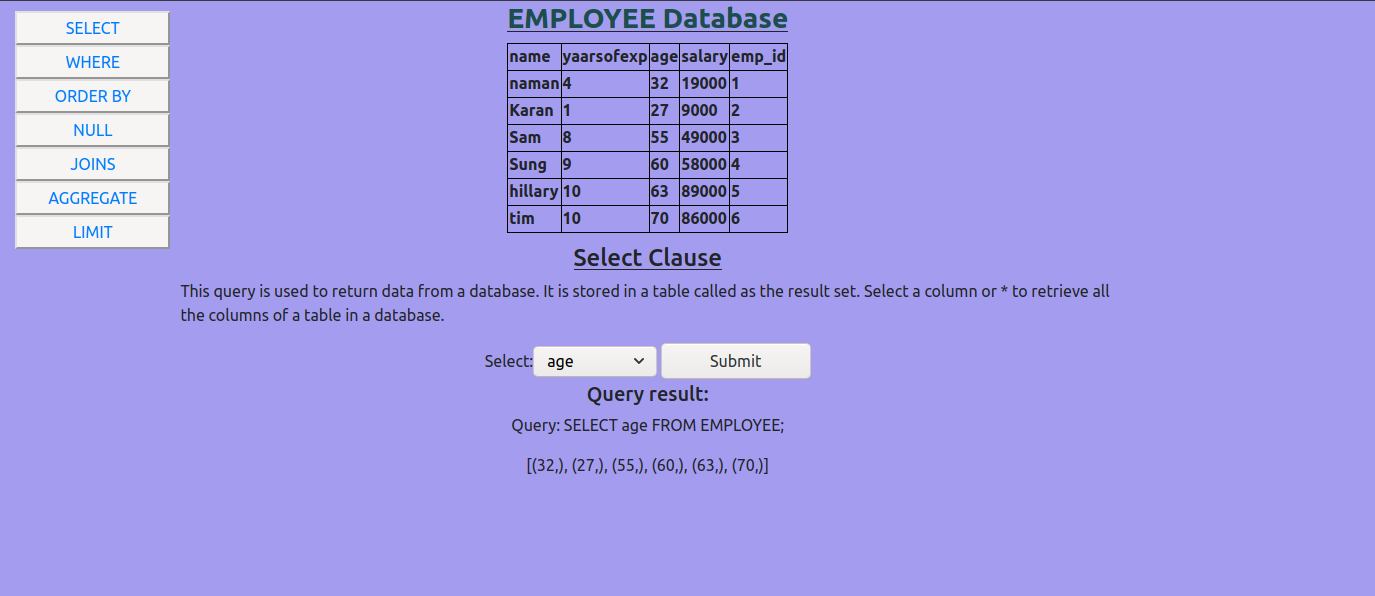 SELECT
WHERE
ORDER BY
NULL
JOINS
AGGREGATE
LIMIT
EMPLOYEE Database
name yaarsofexp age salary emp_id
naman 4 32 19000 1
Karan 1 27 9000 2
Sam 8 55 49000 3
Sung 9 60 58000 4
hillary 10 63 89000 5
tim 10 70 86000 6
Select Clause
This query is used to return data from a database. It is stored in a table called as the result set. Select a column or * to retrieve all
the columns of a table in a database.
Select: age Submit
Query result:
Query: SELECT age FROM EMPLOYEE;
[(32,), (27,), (55,), (60,), (63,), (70,)]